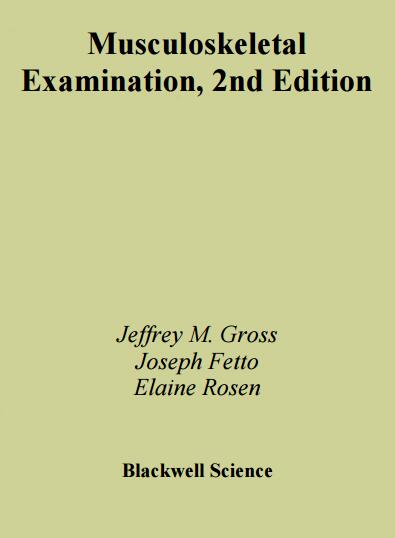 Musculoskeletal
Examination, 2nd Edition
Jeffrey M. Gross
Joseph Fetto
Elaine Rosen
Blackwell Science